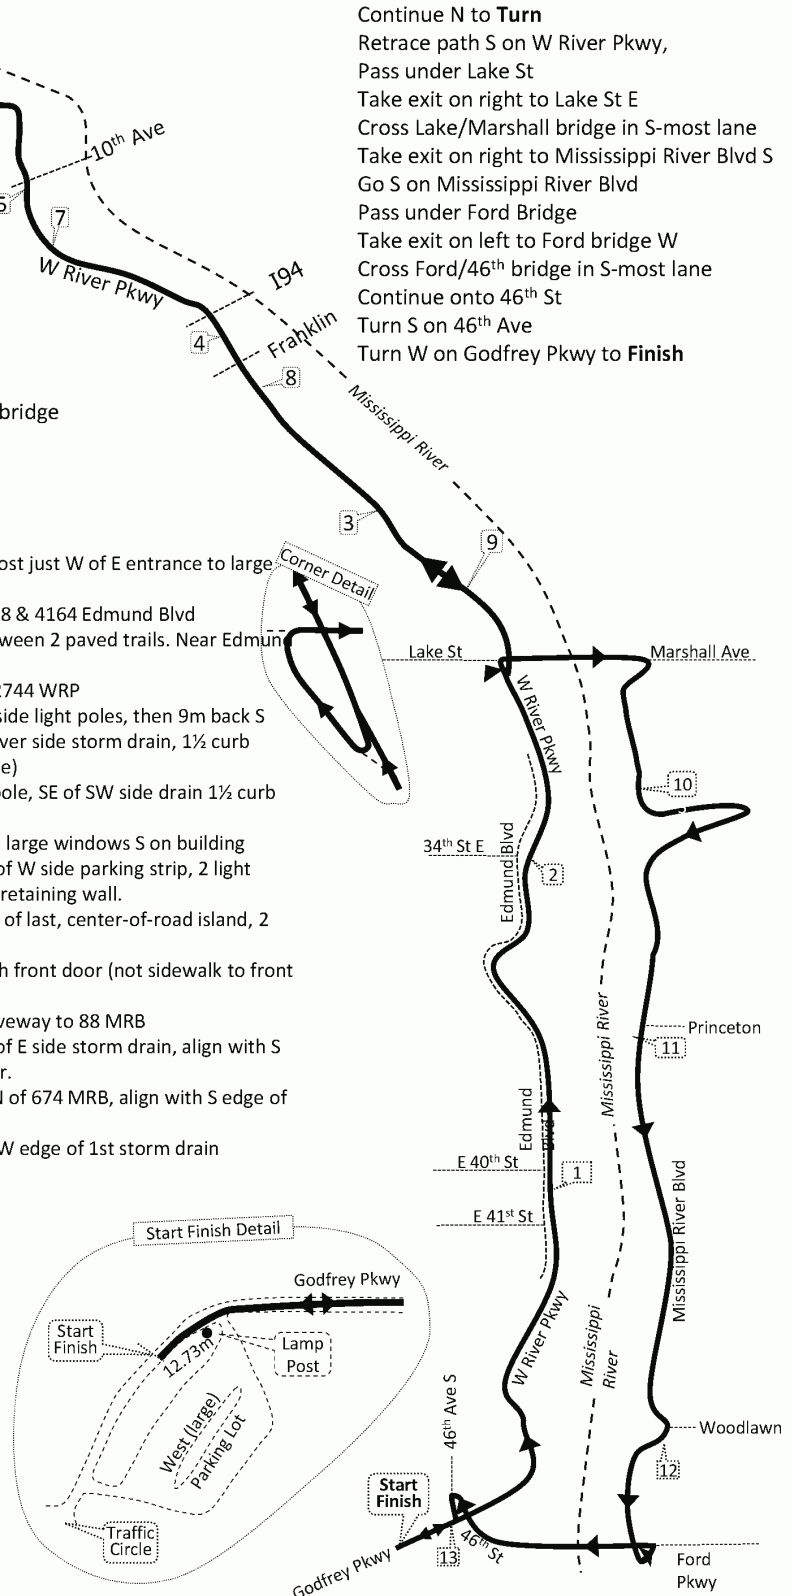 Continue N to Turn
Retrace path S on W River Pkwy,
Pass under Lake St
Take exit on right to Lake St E
Cross Lake/Marshall bridge in S-most lane
Take exit on right to Mississippi River Blvd S
Go S on Mississippi River Blvd
Pass under Ford Bridge
Take exit on left to Ford bridge W
Cross Ford/46th bridge in S-most lane
Continue onto 46th St
Turn S on 46th Ave
Turn W on Godfrey Pkwy to Finish
10th Ave
7
W River Pkwy
I94
4
Franklin
8
Mississippi River
bridge
3
9
ost just W of E entrance to large
Corner Detail
8 & 4164 Edmund Blvd
ween 2 paved trails. Near Edmund
Lake St
Marshall Ave
2744 WRP
side light poles, then 9m back S
ver side storm drain, 1½ curb
e)
pole, SE of SW side drain 1½ curb
W River Pkwy
10
large windows S on building
of W side parking strip, 2 light
retaining wall.
of last, center-of-road island, 2
34th St E
Edmund Blvd
2
h front door (not sidewalk to front
Mississippi River
veway to 88 MRB
of E side storm drain, align with S
r.
N of 674 MRB, align with S edge of
W edge of 1st storm drain
Princeton
11
Edmund
Blvd
E 40th St
1
E 41st St
Mississippi River Blvd
Start Finish Detail
Godfrey Pkwy
Start
Finish
12.73m
Lamp
Post
West (large)
Parking Lot
Traffic
Circle
W River Pkwy
Mississippi
River
46th Ave S
Woodlawn
12
Start
Finish
13
46th St
Godfrey Pkwy
Ford
Pkwy